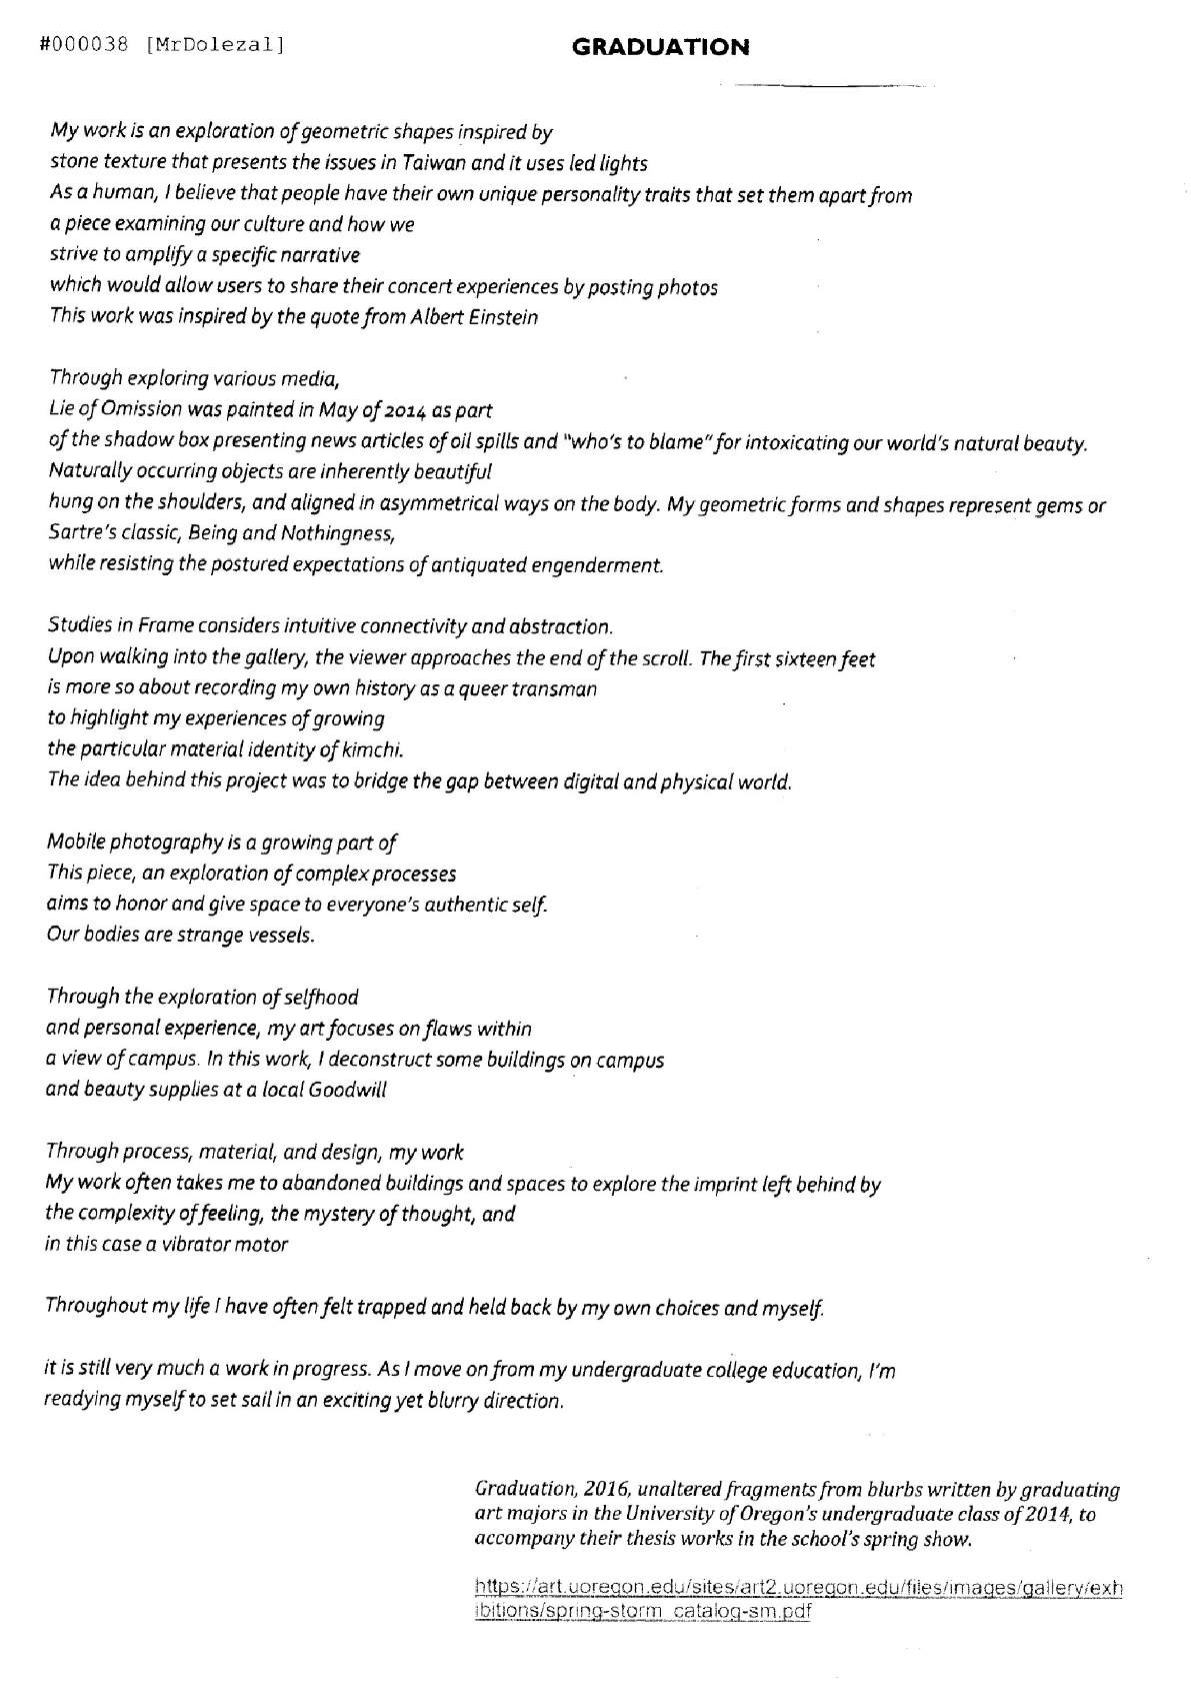 #000038 [MrDolezal]
GRADUATION
My work is an exploration of geometric shapes inspired by
stone texture that presents the issues in Taiwan and it uses led lights
As a human, I believe that people have their own unique personality traits that set them apart from
a piece examining our culture and how we
strive to amplify a specific narrative
which would allow users to share their concert experiences by posting photos
This work was inspired by the quote from Albert Einstein
Through exploring various media,
Lie of Omission was painted in May of 2014 as part
of the shadow box presenting news articles of oil spills and "who's to blame" for intoxicating our world's natural beauty.
Naturally occurring objects are inherently beautiful
hung on the shoulders, and aligned in asymmetrical ways on the body. My geometric forms and shapes represent gems or
Sartre's classic, Being and Nothingness,
while resisting the postured expectations of antiquated engenderment.
Studies in Frame considers intuitive connectivity and abstraction.
Upon walking into the gallery, the viewer approaches the end of the scroll. The first sixteen feet
is more so about recording my own history as a queer transman
to highlight my experiences of growing
the particular material identity of kimchi.
The idea behind this project was to bridge the gap between digital and physical world.
Mobile photography is a growing part of
This piece, an exploration of complex processes
aims to honor and give space to everyone's authentic self.
Our bodies are strange vessels.
Through the exploration of selfhood
and personal experience, my art focuses on flaws within
a view of campus. In this work, I deconstruct some buildings on campus
and beauty supplies at a local Goodwill
Through process, material, and design, my work
My work often takes me to abandoned buildings and spaces to explore the imprint left behind by
the complexity of feeling, the mystery of thought, and
in this case a vibrator motor
Throughout my life I have often felt trapped and held back by my own choices and myself.
it is still very much a work in progress. As I move on from my undergraduate college education, I'm
readying myself to set sail in an exciting yet blurry direction.
Graduation, 2016, unaltered fragments from blurbs written by graduating
art majors in the University of Oregon's undergraduate class of 2014, to
accompany their thesis works in the school's spring show.
https://art.uoregon.edu/sites/art2.uoregon.edu/files/images/gallery/exh
ibitions/spring-storm_catalog-sm.pdf